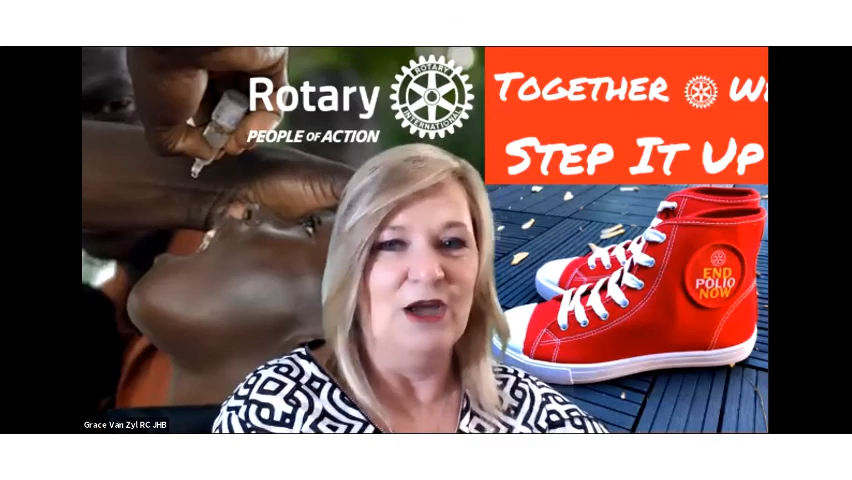 Rotary
PEOPLE OF ACTION
ROTARY
INTERNATIONAL
TOGETHER
STEP IT UP
END
POLIO
NOW
Grace Van Zyl RC JHB